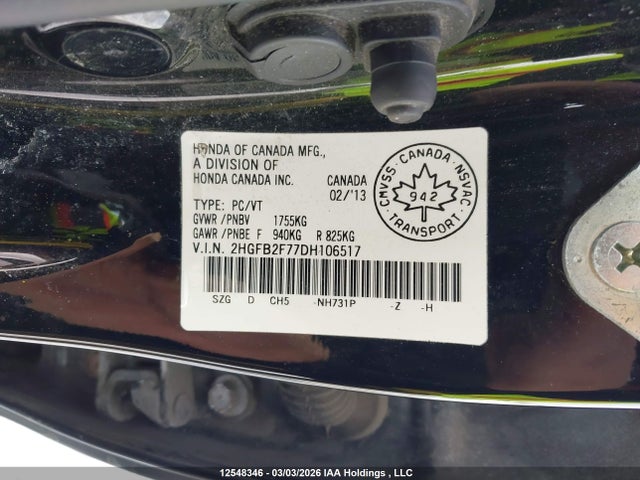 HONDA OF CANADA MFG.,
A DIVISION OF
HONDA CANADA INC. CANADA
02/'13
TYPE: PC/VT
GVWR/PNBV 1755KG
GAWR/PNBE F 940KG R 825KG
V.I.N. 2HGFB2F77DH106517
SZG D CH5 -NH731P -Z -H
CMVSS · CANADA · NSVAC
942
TRANSPORT
12548346 - 03/03/2026 IAA Holdings , LLC